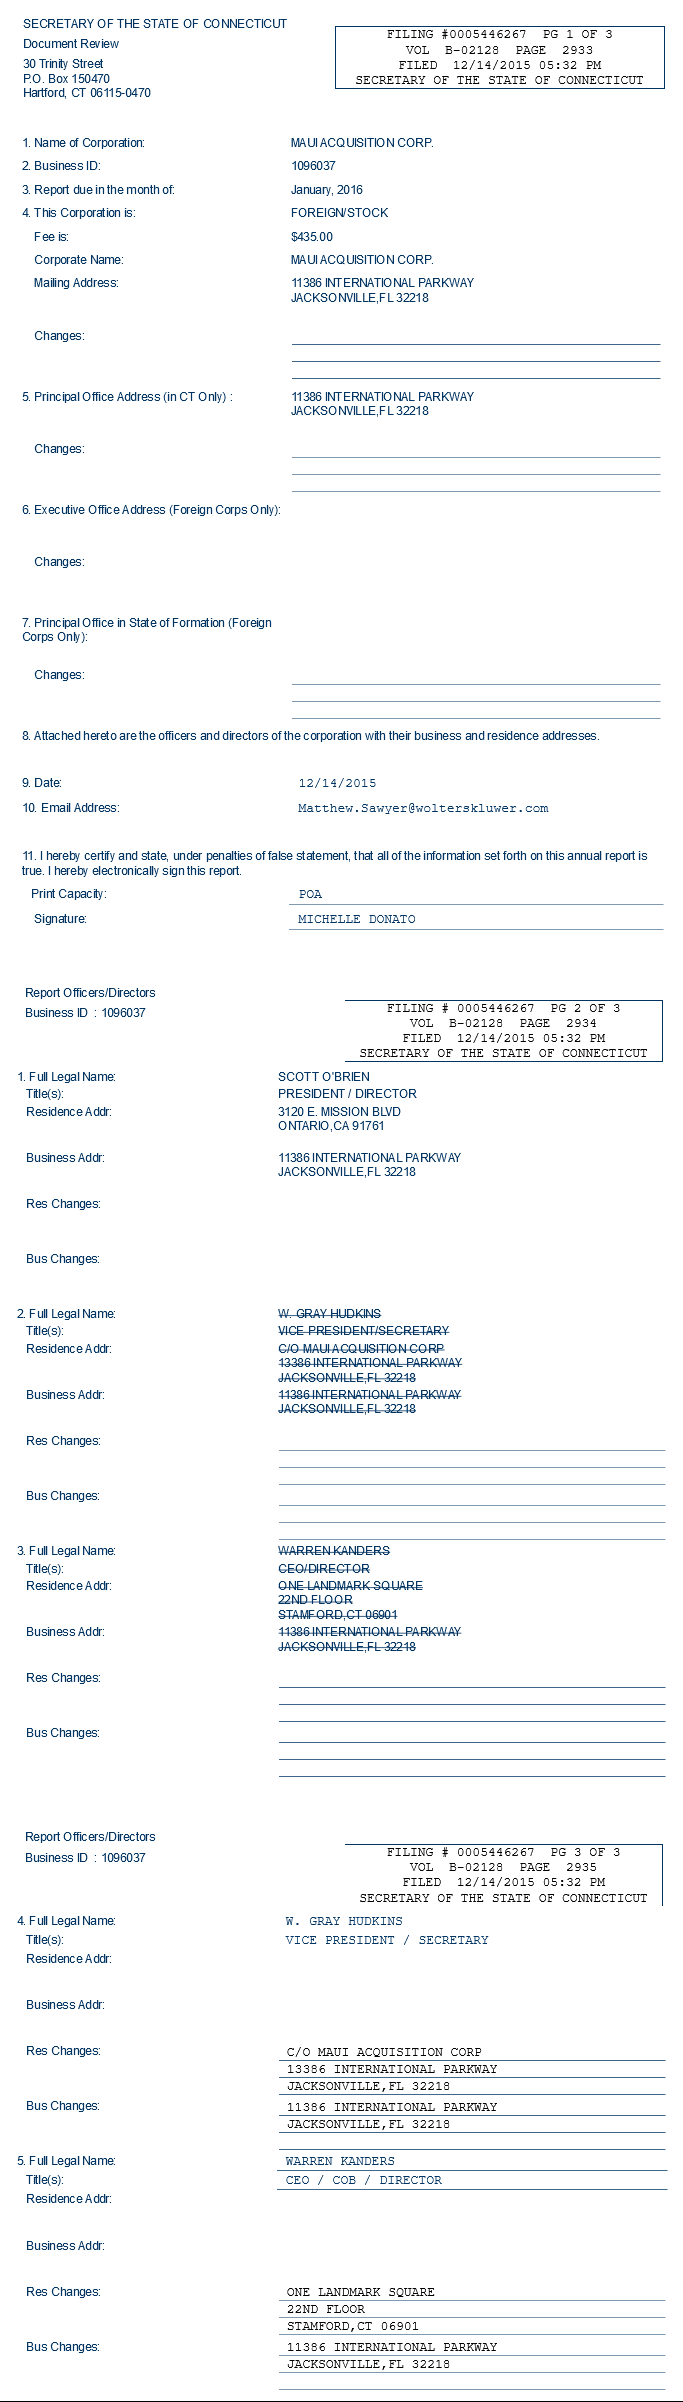 SECRETARY OF THE STATE OF CONNECTICUT
Document Review
30 Trinity Street
P.O. Box 150470
Hartford, CT 06115-0470
FILING #0005446267 PG 1 OF 3
VOL B-02128 PAGE 2933
FILED 12/14/2015 05:32 PM
SECRETARY OF THE STATE OF CONNECTICUT
1. Name of Corporation: MAUI ACQUISITION CORP.
2. Business ID: 1096037
3. Report due in the month of: January, 2016
4. This Corporation is: FOREIGN/STOCK
Fee is: $435.00
Corporate Name: MAUI ACQUISITION CORP.
Mailing Address: 11386 INTERNATIONAL PARKWAY
JACKSONVILLE,FL 32218
Changes:
5. Principal Office Address (in CT Only) : 11386 INTERNATIONAL PARKWAY
JACKSONVILLE,FL 32218
Changes:
6. Executive Office Address (Foreign Corps Only):
Changes:
7. Principal Office in State of Formation (Foreign
Corps Only):
Changes:
8. Attached hereto are the officers and directors of the corporation with their business and residence addresses.
9. Date: 12/14/2015
10. Email Address: Matthew.Sawyer@wolterskluwer.com
11. I hereby certify and state, under penalties of false statement, that all of the information set forth on this annual report is
true. I hereby electronically sign this report.
Print Capacity: POA
Signature: MICHELLE DONATO
Report Officers/Directors
Business ID : 1096037
FILING # 0005446267 PG 2 OF 3
VOL B-02128 PAGE 2934
FILED 12/14/2015 05:32 PM
SECRETARY OF THE STATE OF CONNECTICUT
1. Full Legal Name: SCOTT O'BRIEN
Title(s): PRESIDENT / DIRECTOR
Residence Addr: 3120 E. MISSION BLVD
ONTARIO,CA 91761
Business Addr: 11386 INTERNATIONAL PARKWAY
JACKSONVILLE,FL 32218
Res Changes:
Bus Changes:
2. Full Legal Name: W. GRAY HUDKINS
Title(s): VICE PRESIDENT/SECRETARY
Residence Addr: C/O MAUI ACQUISITION CORP
13386 INTERNATIONAL PARKWAY
JACKSONVILLE,FL 32218
Business Addr: 11386 INTERNATIONAL PARKWAY
JACKSONVILLE,FL 32218
Res Changes:
Bus Changes:
3. Full Legal Name: WARREN KANDERS
Title(s): CEO/DIRECTOR
Residence Addr: ONE LANDMARK SQUARE
22ND FLOOR
STAMFORD,CT 06901
Business Addr: 11386 INTERNATIONAL PARKWAY
JACKSONVILLE,FL 32218
Res Changes:
Bus Changes:
Report Officers/Directors
Business ID : 1096037
FILING # 0005446267 PG 3 OF 3
VOL B-02128 PAGE 2935
FILED 12/14/2015 05:32 PM
SECRETARY OF THE STATE OF CONNECTICUT
4. Full Legal Name: W. GRAY HUDKINS
Title(s): VICE PRESIDENT / SECRETARY
Residence Addr:
Business Addr:
Res Changes: C/O MAUI ACQUISITION CORP
13386 INTERNATIONAL PARKWAY
JACKSONVILLE,FL 32218
Bus Changes: 11386 INTERNATIONAL PARKWAY
JACKSONVILLE,FL 32218
5. Full Legal Name: WARREN KANDERS
Title(s): CEO / COB / DIRECTOR
Residence Addr:
Business Addr:
Res Changes: ONE LANDMARK SQUARE
22ND FLOOR
STAMFORD,CT 06901
Bus Changes: 11386 INTERNATIONAL PARKWAY
JACKSONVILLE,FL 32218